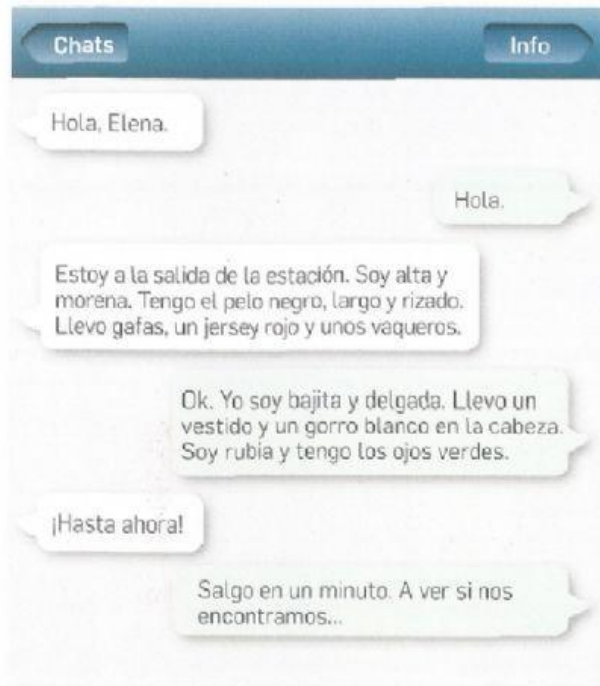 Chats
Info
Hola, Elena.
Hola.
Estoy a la salida de la estación. Soy alta y
morena. Tengo el pelo negro, largo y rizado.
Llevo gafas, un jersey rojo y unos vaqueros.
Ok. Yo soy bajita y delgada. Llevo un
vestido y un gorro blanco en la cabeza.
Soy rubia y tengo los ojos verdes.
¡Hasta ahora!
Salgo en un minuto. A ver si nos
encontramos...